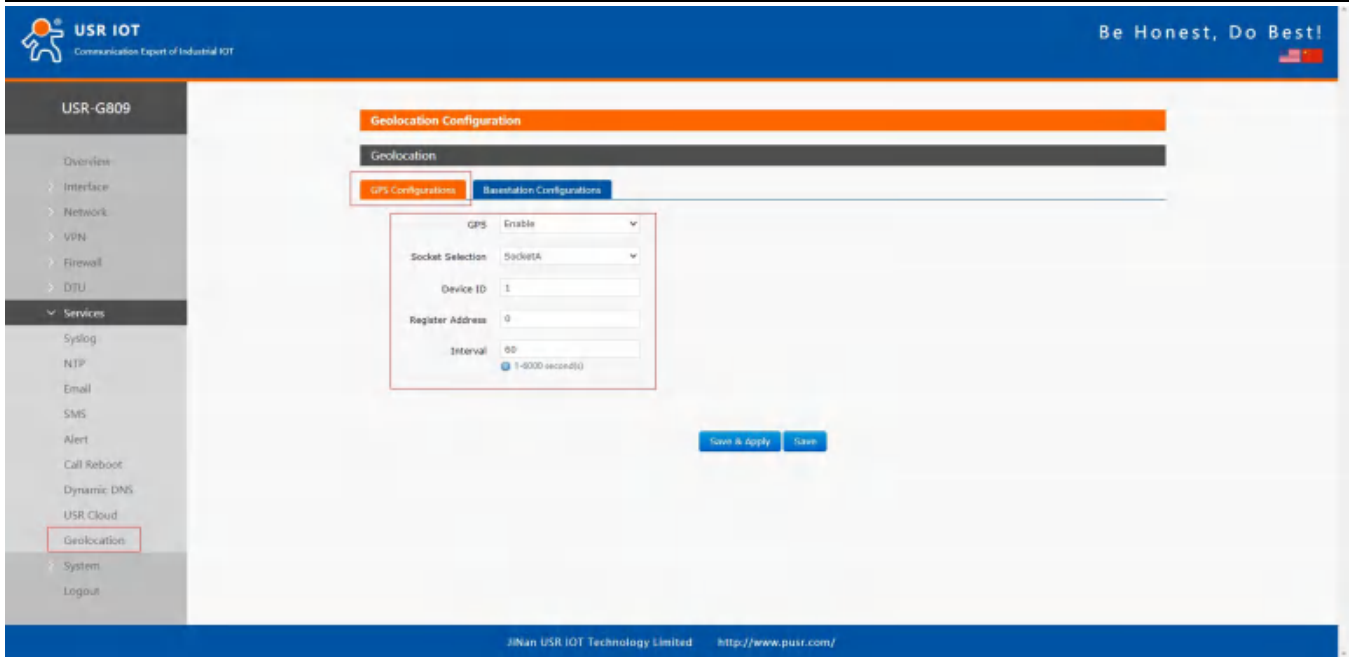 USR IOT
Communication Expert of Industrial IOT
Be Honest, Do Best!
USR-G809
Overview
Interface
Network
VPN
Firewall
DTU
Services
Syslog
NTP
Email
SMS
Alert
Call Reboot
Dynamic DNS
USR Cloud
Geolocation
System
Logout
Geolocation Configuration
Geolocation
GPS Configurations Basestation Configurations
GPS Enable
Socket Selection SocketA
Device ID 1
Register Address 0
Interval 60
1-6000 second(s)
Save & Apply Save
JiNan USR IOT Technology Limited http://www.pusr.com/